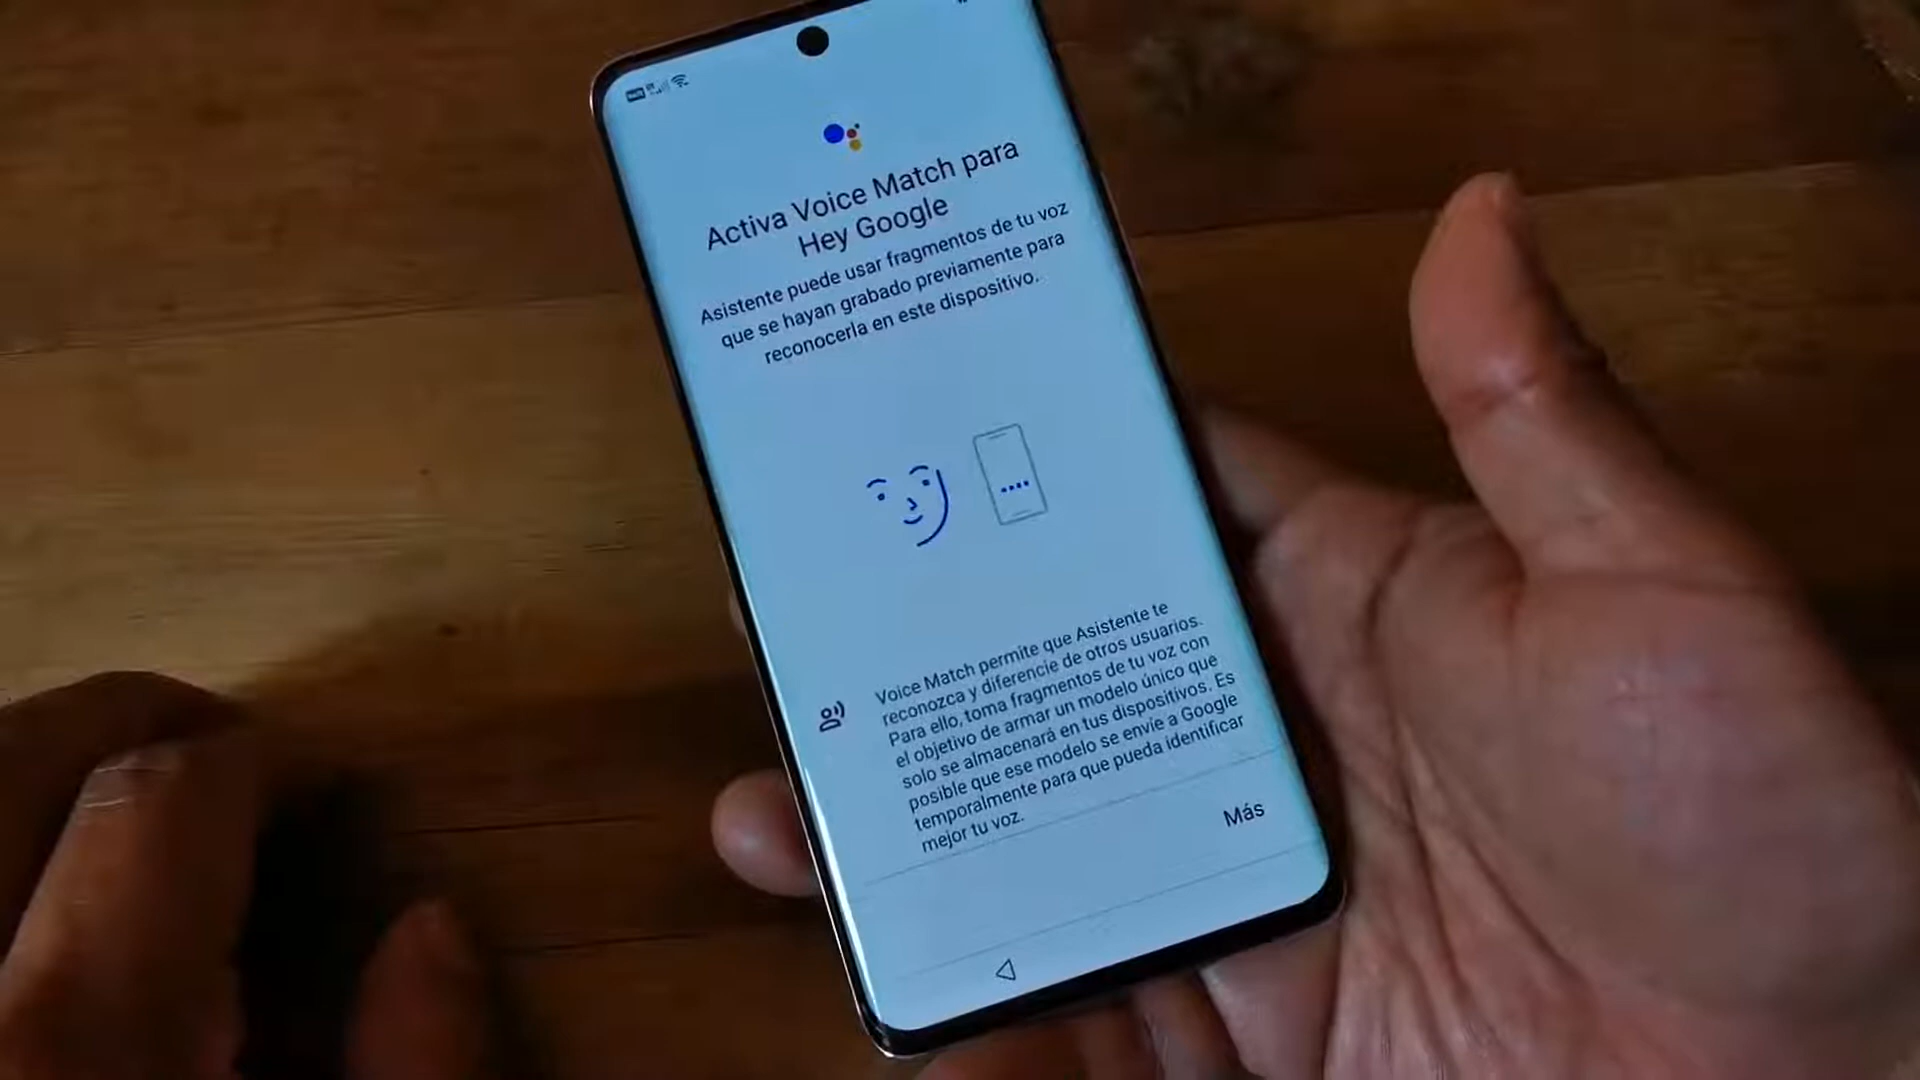 Activa Voice Match para
Hey Google
Asistente puede usar fragmentos de tu voz
que se hayan grabado previamente para
reconocerla en este dispositivo.
Voice Match permite que Asistente te
reconozca y diferencie de otros usuarios.
Para ello, toma fragmentos de tu voz con
el objetivo de armar un modelo único que
solo se almacenará en tus dispositivos. Es
posible que ese modelo se envíe a Google
temporalmente para que pueda identificar
mejor tu voz.
Más